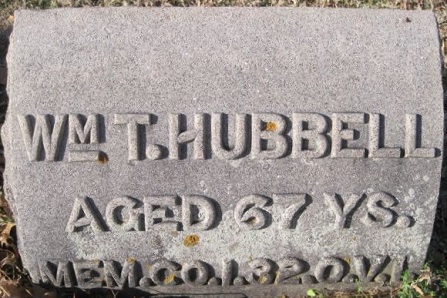 WM T. HUBBELL
AGED 67 YS.
MEM. CO. I. 32. O. V. I.